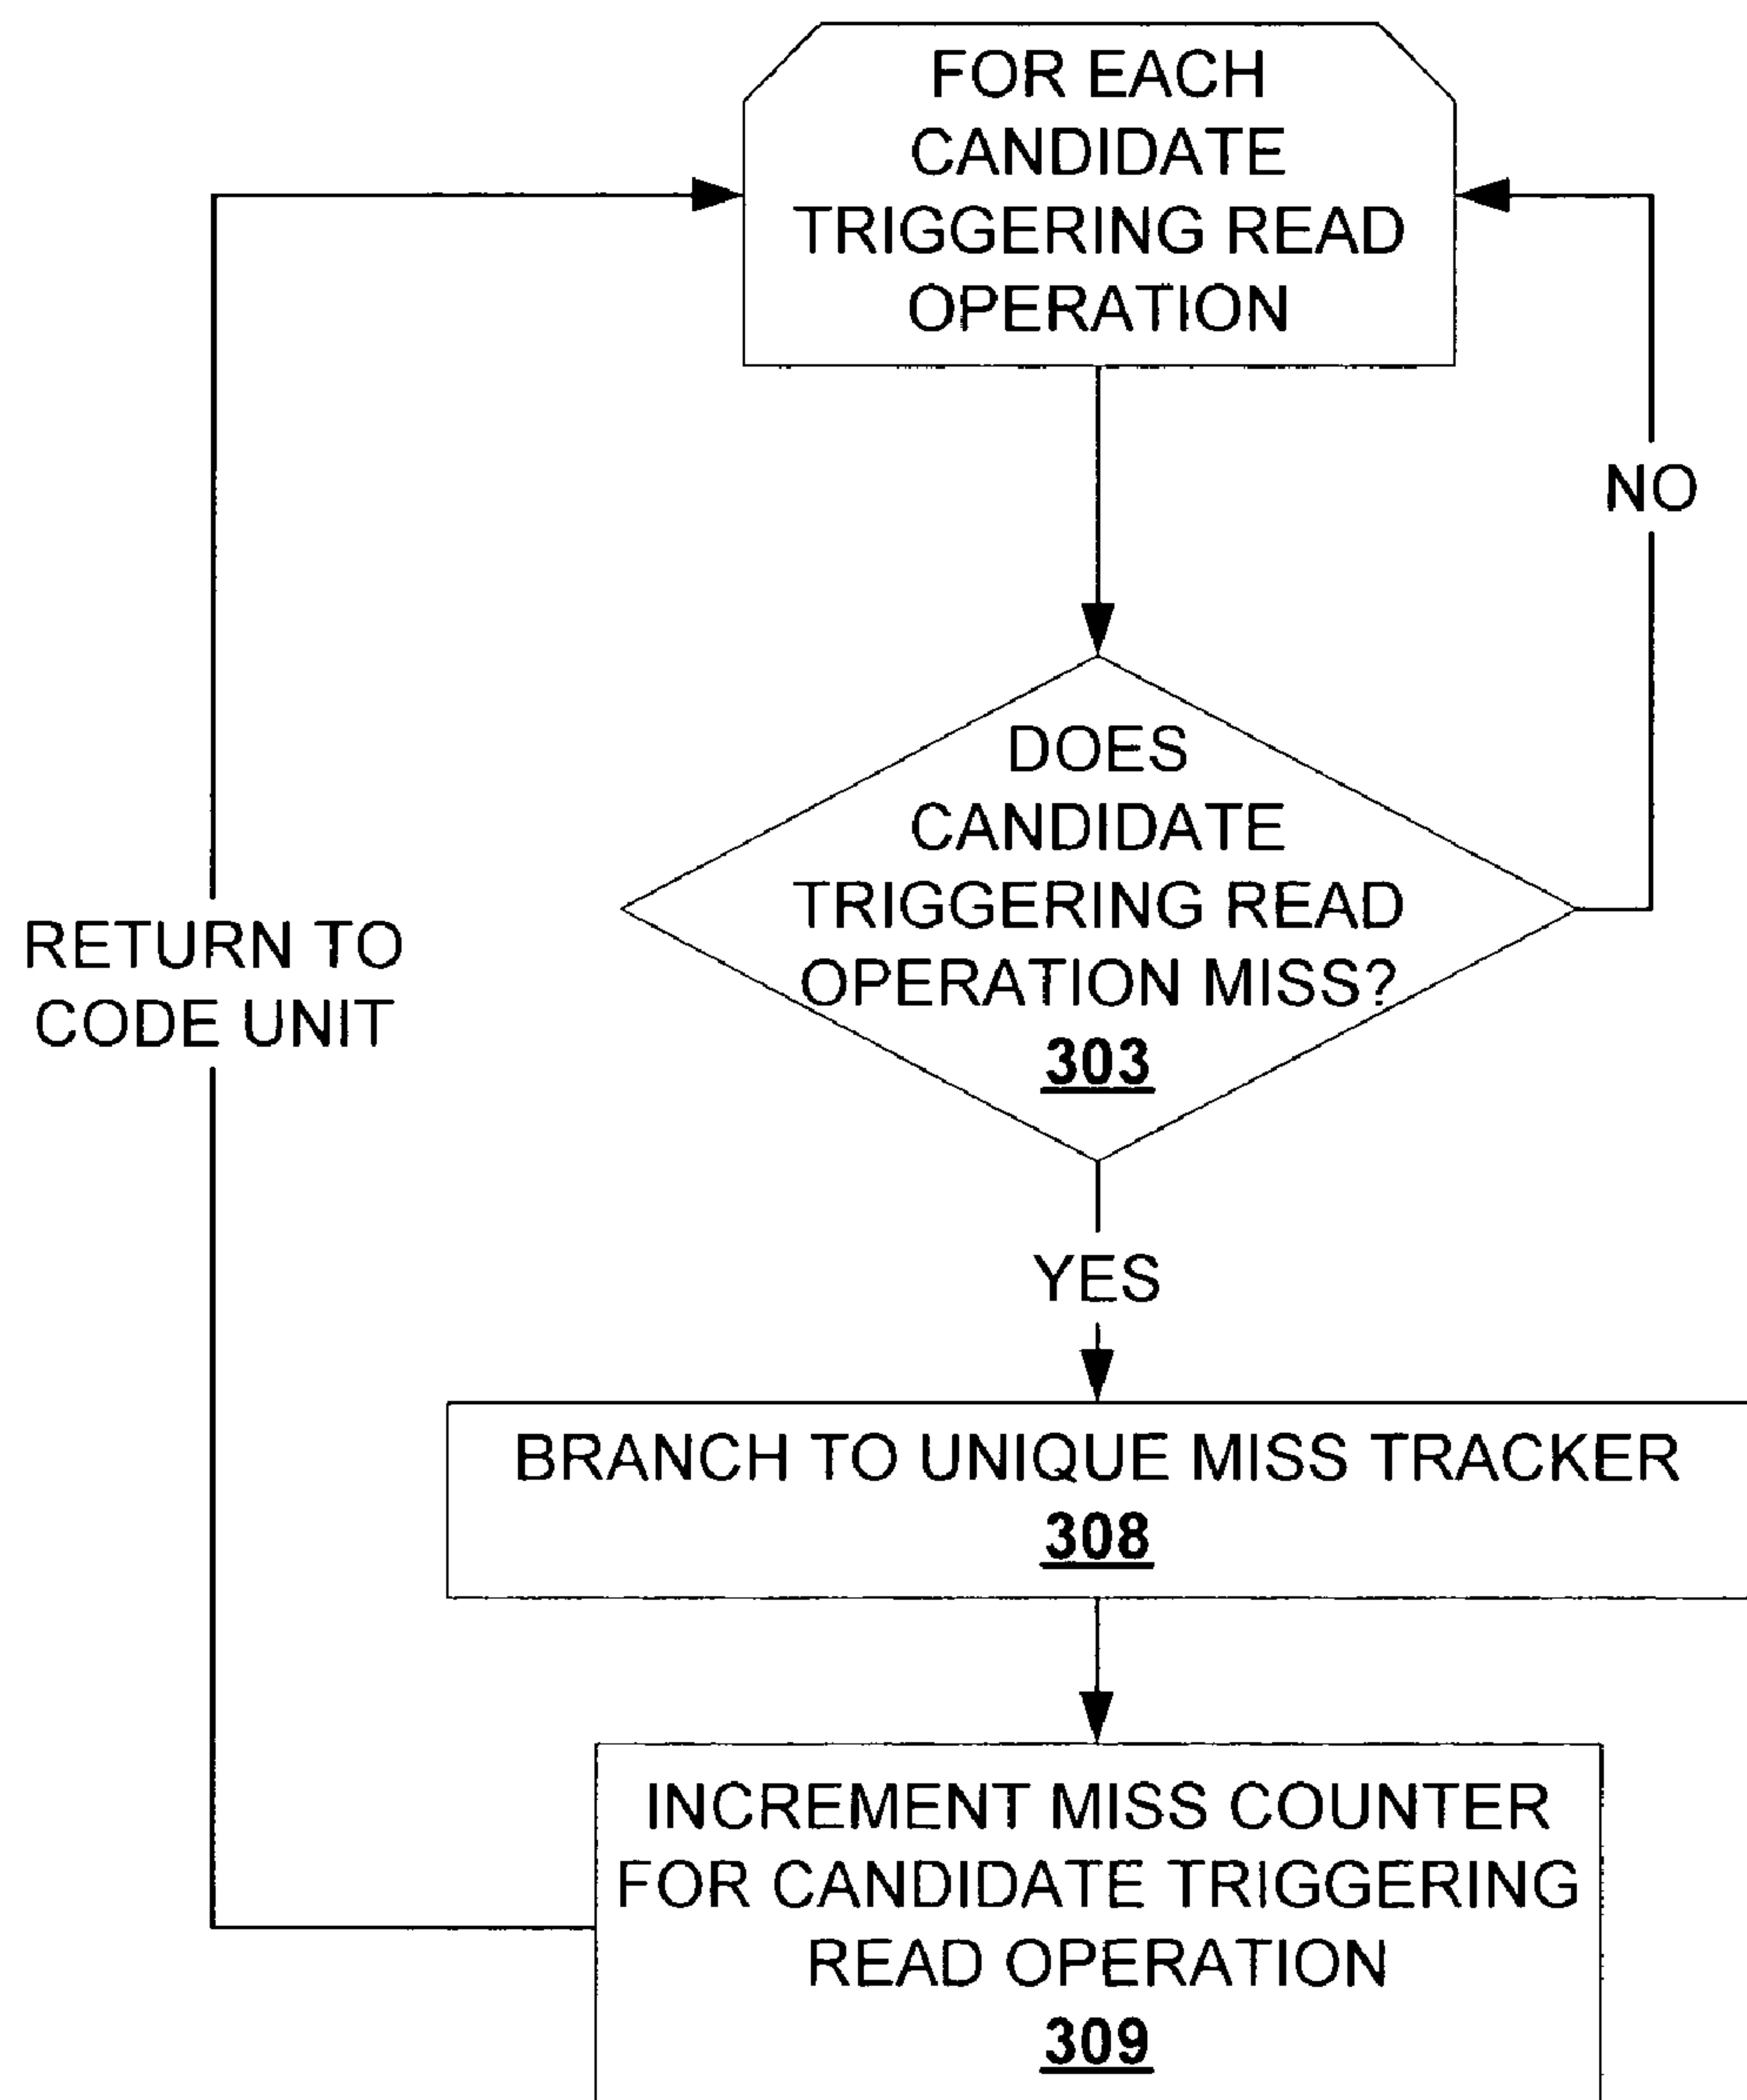 FOR EACH
CANDIDATE
TRIGGERING READ
OPERATION
NO
DOES
CANDIDATE
TRIGGERING READ
OPERATION MISS?
303
RETURN TO
CODE UNIT
YES
BRANCH TO UNIQUE MISS TRACKER
308
INCREMENT MISS COUNTER
FOR CANDIDATE TRIGGERING
READ OPERATION
309